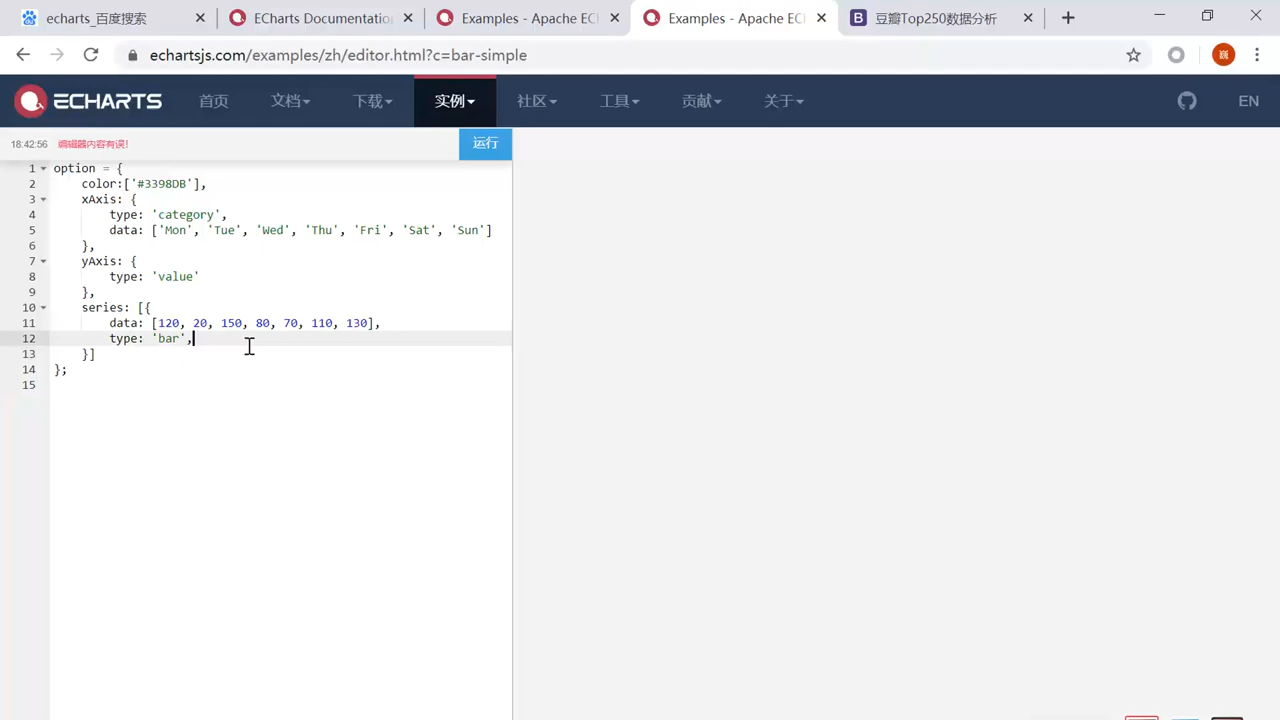 echarts_百度搜索
ECharts Documentatio
Examples - Apache EC
Examples - Apache EC
豆瓣Top250数据分析
echartsjs.com/examples/zh/editor.html?c=bar-simple
巍
ECHARTS
首页
文档
下载
实例
社区
工具
贡献
关于
EN
18:42:56 编辑器内容有误!
运行
1 option = {
2 color:['#3398DB'],
3 xAxis: {
4 type: 'category',
5 data: ['Mon', 'Tue', 'Wed', 'Thu', 'Fri', 'Sat', 'Sun']
6 },
7 yAxis: {
8 type: 'value'
9 },
10 series: [{
11 data: [120, 20, 150, 80, 70, 110, 130],
12 type: 'bar',
13 }]
14 };
15